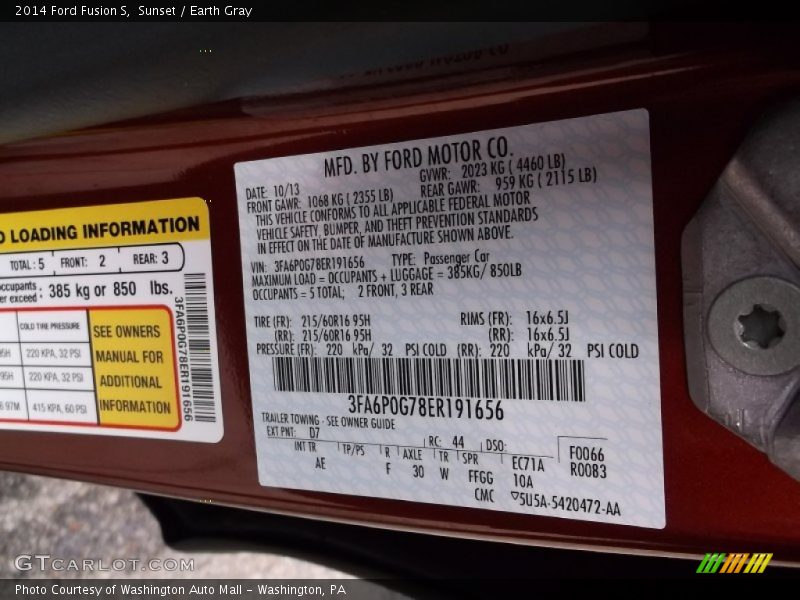 2014 Ford Fusion S,  Sunset / Earth Gray
LOADING INFORMATION
TOTAL: 5 FRONT: 2 REAR: 3
385 kg or 850 lbs.
COLD TIRE PRESSURE
220 KPA, 32 PSI
220 KPA, 32 PSI
415 KPA, 60 PSI
SEE OWNERS
MANUAL FOR
ADDITIONAL
INFORMATION
3FA6P0G78ER191656
MFD. BY FORD MOTOR CO.
DATE: 10/13 GVWR: 2023 KG ( 4460 LB)
FRONT GAWR: 1068 KG ( 2355 LB) REAR GAWR: 959 KG ( 2115 LB)
THIS VEHICLE CONFORMS TO ALL APPLICABLE FEDERAL MOTOR
VEHICLE SAFETY, BUMPER, AND THEFT PREVENTION STANDARDS
IN EFFECT ON THE DATE OF MANUFACTURE SHOWN ABOVE.
VIN: 3FA6P0G78ER191656 TYPE: Passenger Car
MAXIMUM LOAD = OCCUPANTS + LUGGAGE = 385KG/ 850LB
OCCUPANTS = 5 TOTAL; 2 FRONT, 3 REAR
TIRE (FR): 215/60R16 95H RIMS (FR): 16x6.5J
(RR): 215/60R16 95H (RR): 16x6.5J
PRESSURE (FR): 220 kPa/ 32 PSI COLD (RR): 220 kPa/ 32 PSI COLD
3FA6P0G78ER191656
TRAILER TOWING - SEE OWNER GUIDE
EXT PNT: D7 RC: 44 DSO: F0066
INT TR TP/PS R AXLE TR SPR EC71A R0083
AE F 30 W FFGG 10A
CMC ▽5U5A-5420472-AA
GTCARLOT.COM
Photo Courtesy of Washington Auto Mall - Washington, PA